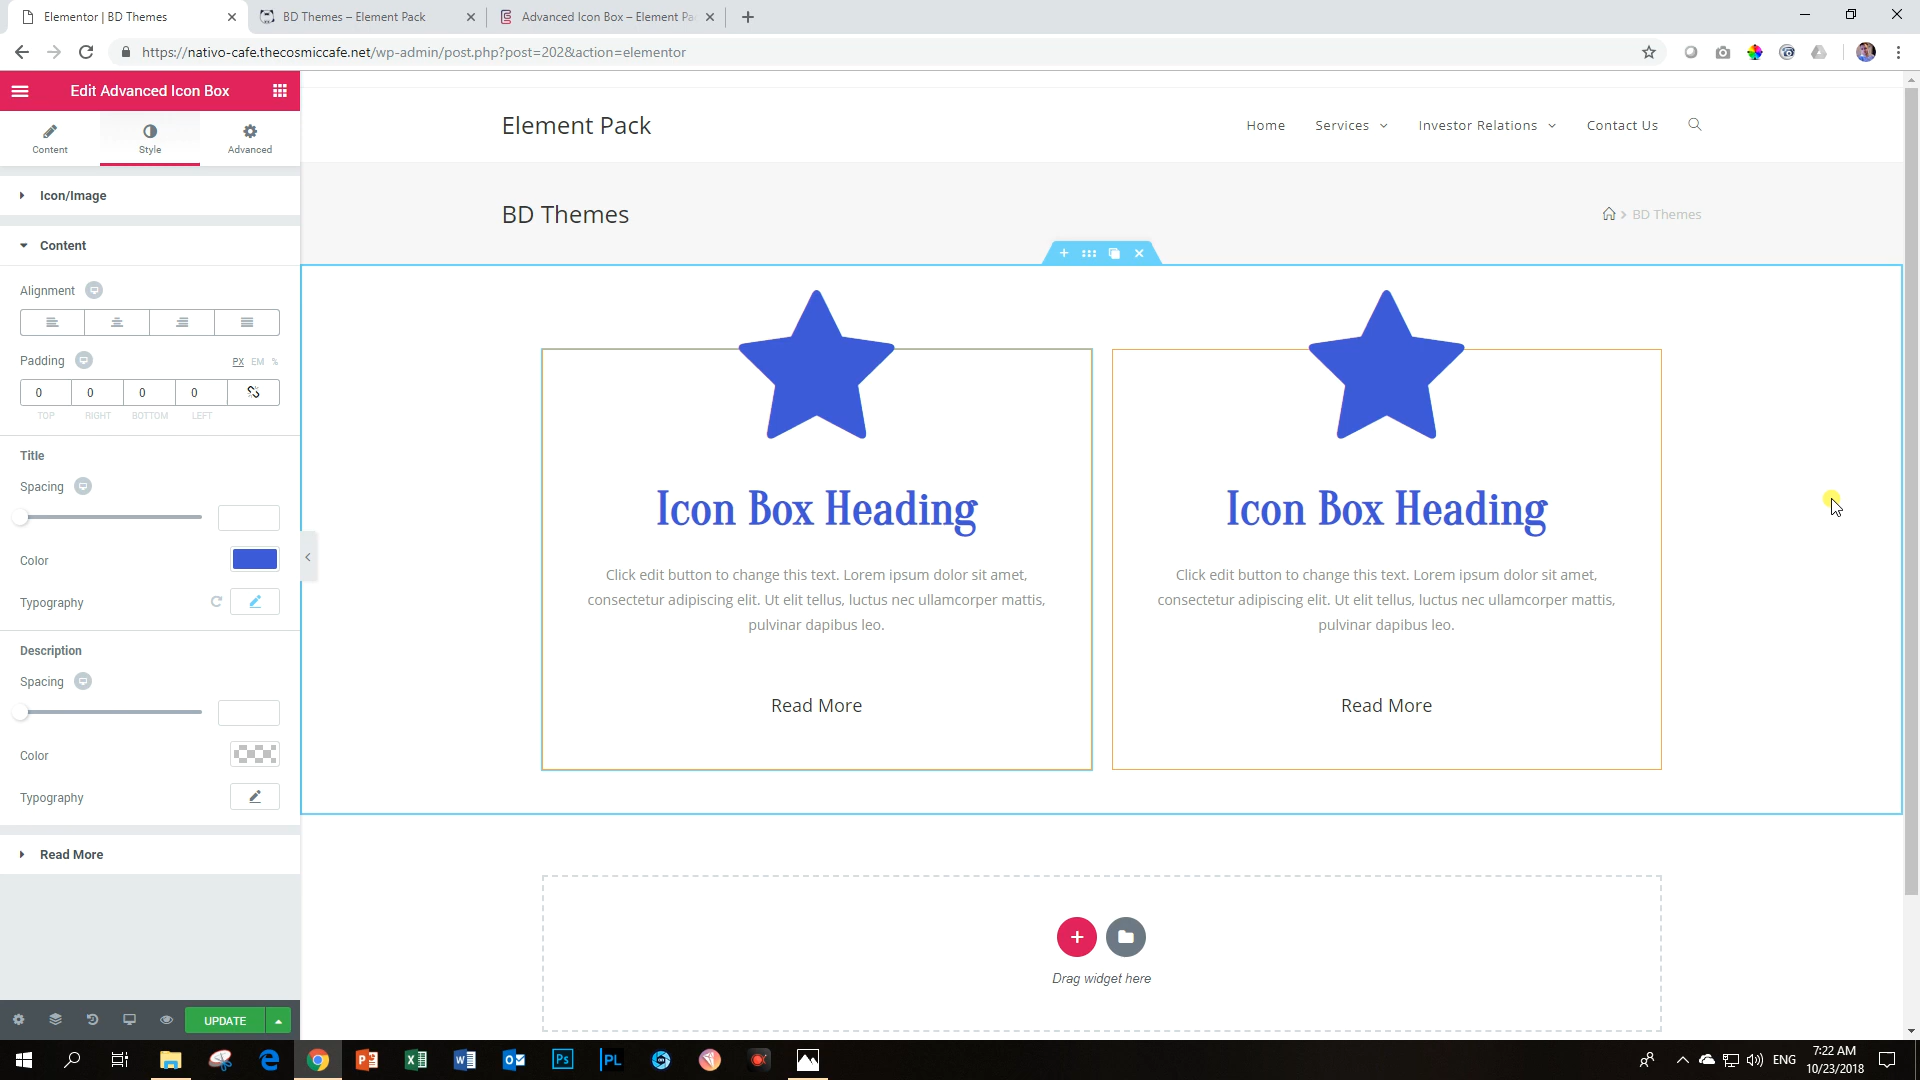 Elementor | BD Themes
BD Themes – Element Pack
Advanced Icon Box – Element Pa
https://nativo-cafe.thecosmiccafe.net/wp-admin/post.php?post=202&action=elementor
Edit Advanced Icon Box
Content
Style
Advanced
Icon/Image
Content
Alignment
Padding
PX EM %
0 0 0 0
TOP RIGHT BOTTOM LEFT
Title
Spacing
Color
Typography
Description
Spacing
Color
Typography
Read More
UPDATE
Element Pack
Home
Services
Investor Relations
Contact Us
BD Themes
BD Themes
Icon Box Heading
Click edit button to change this text. Lorem ipsum dolor sit amet,
consectetur adipiscing elit. Ut elit tellus, luctus nec ullamcorper mattis,
pulvinar dapibus leo.
Read More
Icon Box Heading
Click edit button to change this text. Lorem ipsum dolor sit amet,
consectetur adipiscing elit. Ut elit tellus, luctus nec ullamcorper mattis,
pulvinar dapibus leo.
Read More
Drag widget here
Ps
PL
ENG
7:22 AM
10/23/2018